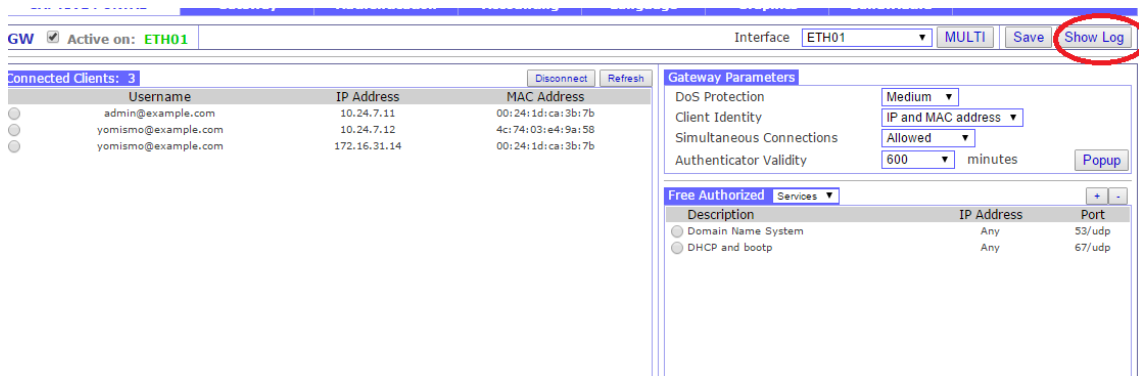 GW Active on: ETH01 Interface ETH01 MULTI Save Show Log
Connected Clients: 3 Disconnect Refresh
Username IP Address MAC Address
admin@example.com 10.24.7.11 00:24:1d:ca:3b:7b
yomismo@example.com 10.24.7.12 4c:74:03:e4:9a:58
yomismo@example.com 172.16.31.14 00:24:1d:ca:3b:7b
Gateway Parameters
DoS Protection Medium
Client Identity IP and MAC address
Simultaneous Connections Allowed
Authenticator Validity 600 minutes Popup
Free Authorized Services + -
Description IP Address Port
Domain Name System Any 53/udp
DHCP and bootp Any 67/udp